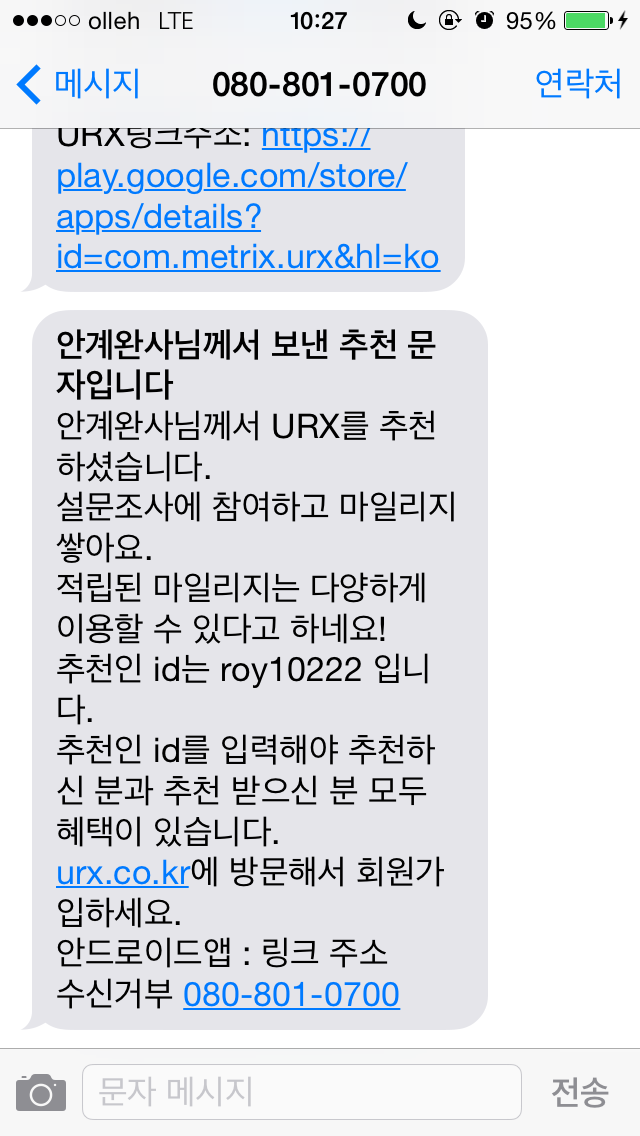 olleh LTE 10:27 95%
메시지 080-801-0700 연락처
URX링크주소: https://
play.google.com/store/
apps/details?
id=com.metrix.urx&hl=ko
안계완사님께서 보낸 추천 문
자입니다
안계완사님께서 URX를 추천
하셨습니다.
설문조사에 참여하고 마일리지
쌓아요.
적립된 마일리지는 다양하게
이용할 수 있다고 하네요!
추천인 id는 roy10222 입니
다.
추천인 id를 입력해야 추천하
신 분과 추천 받으신 분 모두
혜택이 있습니다.
urx.co.kr에 방문해서 회원가
입하세요.
안드로이드앱 : 링크 주소
수신거부 080-801-0700
문자 메시지 전송